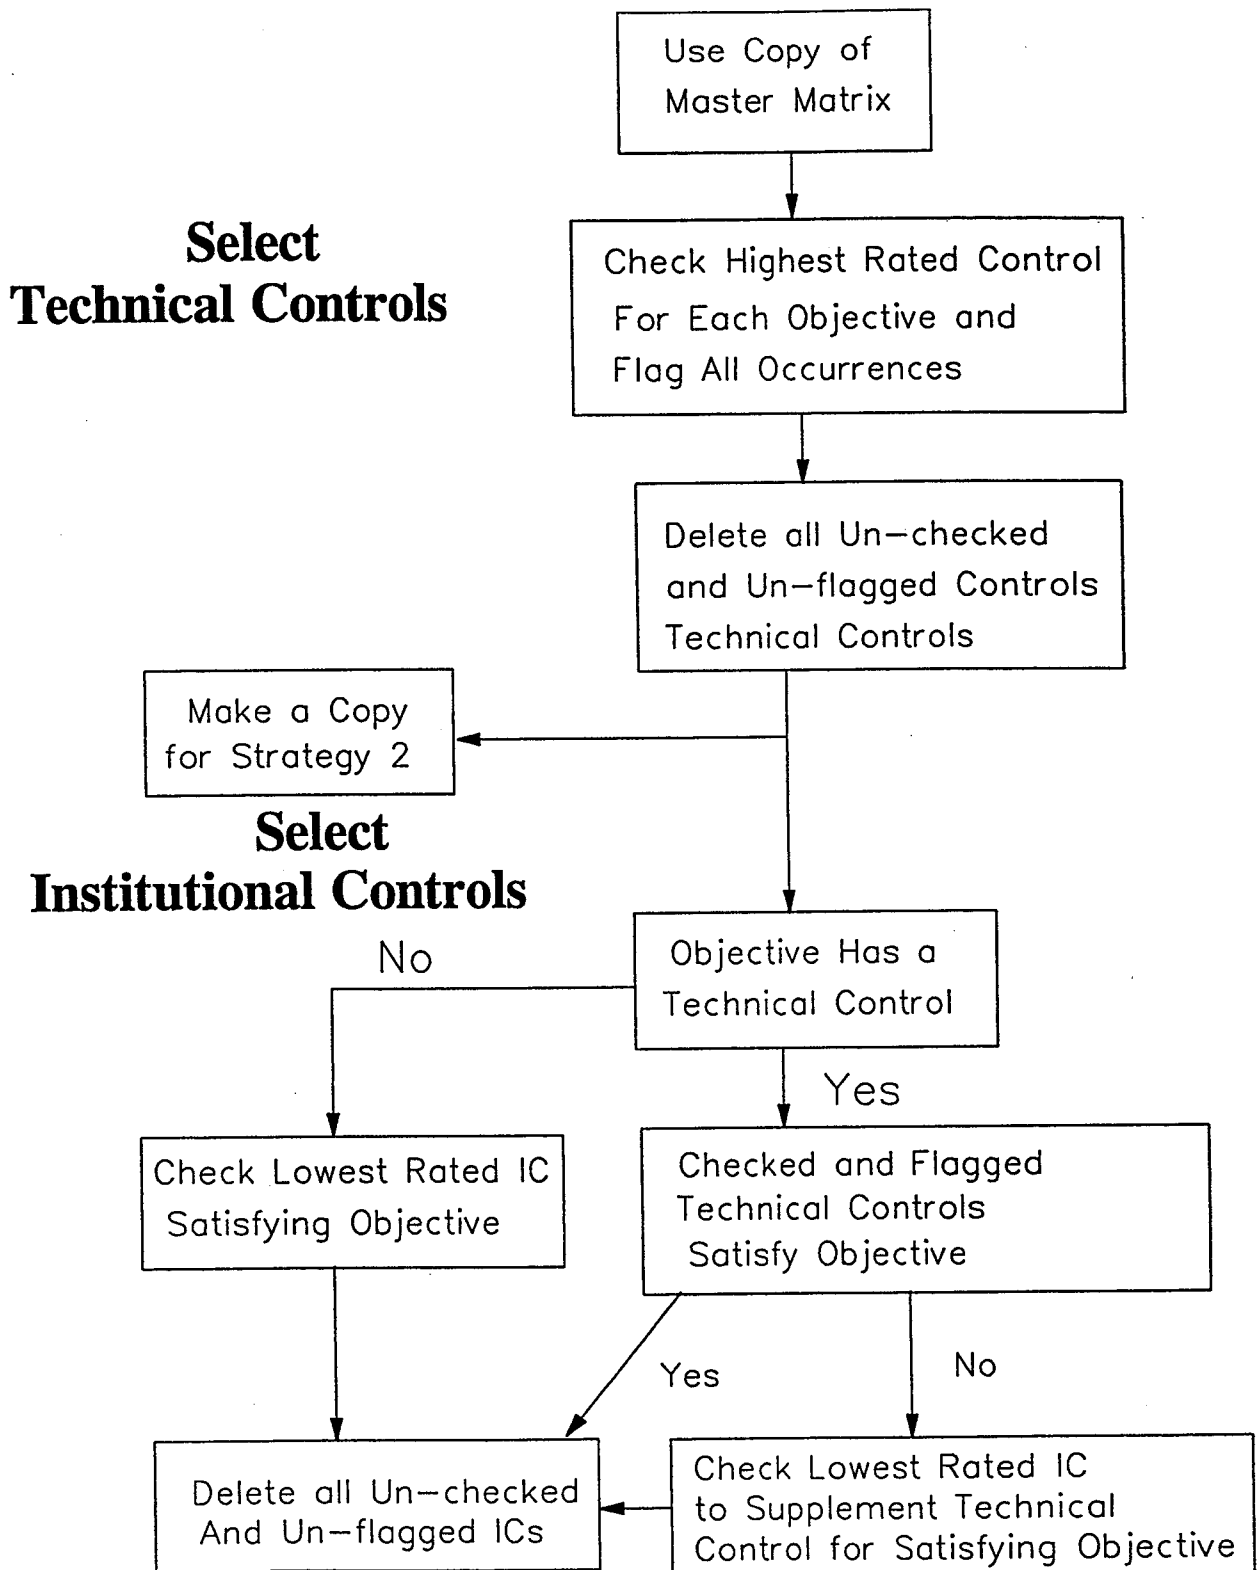 Use Copy of
Master Matrix
Select
Technical Controls
Check Highest Rated Control
For Each Objective and
Flag All Occurrences
Delete all Un-checked
and Un-flagged Controls
Technical Controls
Make a Copy
for Strategy 2
Select
Institutional Controls
Objective Has a
Technical Control
No
Yes
Check Lowest Rated IC
Satisfying Objective
Checked and Flagged
Technical Controls
Satisfy Objective
Yes
No
Delete all Un-checked
And Un-flagged ICs
Check Lowest Rated IC
to Supplement Technical
Control for Satisfying Objective